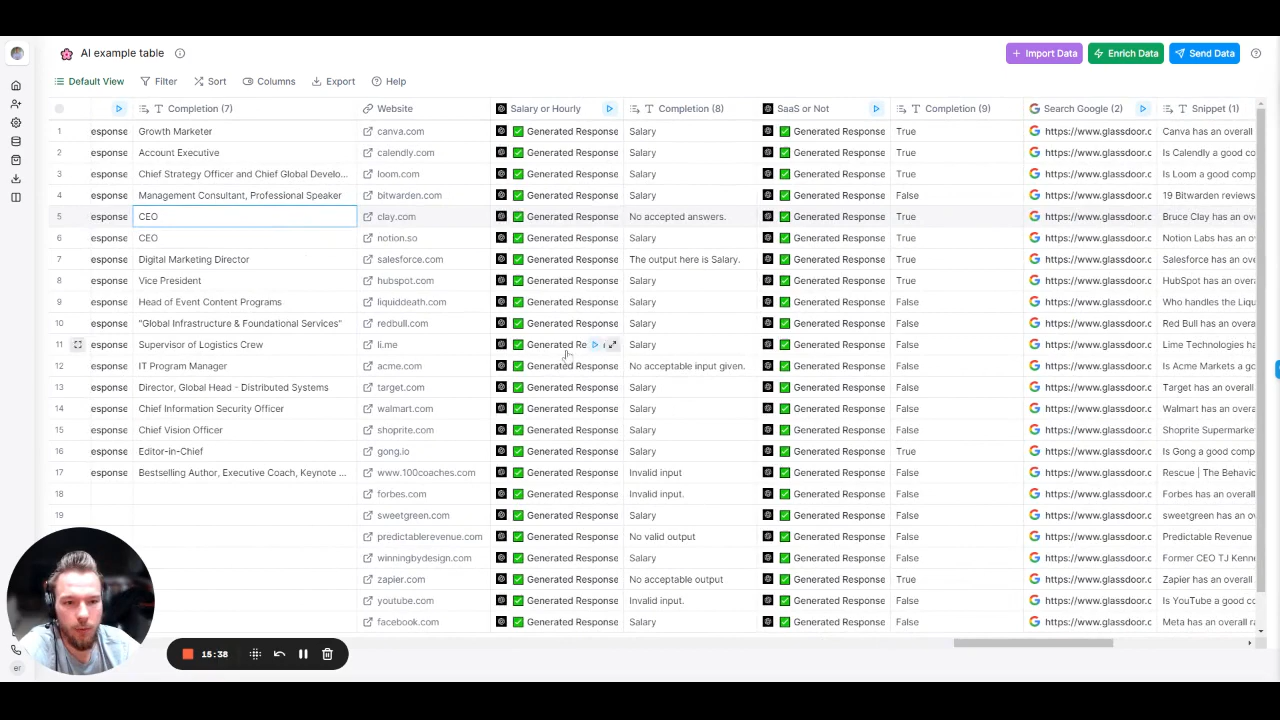 AI example table
Import Data
Enrich Data
Send Data
Default View Filter Sort Columns Export Help
Completion (7) Website Salary or Hourly Completion (8) SaaS or Not Completion (9) Search Google (2) Snippet (1)
1 esponse Growth Marketer canva.com Generated Response Salary Generated Response True https://www.glassdoor.c Canva has an overall
2 esponse Account Executive calendly.com Generated Response Salary Generated Response True https://www.glassdoor.c Is Calendly a good co
3 esponse Chief Strategy Officer and Chief Global Develo... loom.com Generated Response Salary Generated Response True https://www.glassdoor.c Is Loom a good comp
4 esponse Management Consultant, Professional Speaker bitwarden.com Generated Response Salary Generated Response False https://www.glassdoor.c 19 Bitwarden reviews
5 esponse CEO clay.com Generated Response No accepted answers. Generated Response True https://www.glassdoor.c Bruce Clay has an ov
6 esponse CEO notion.so Generated Response Salary Generated Response True https://www.glassdoor.c Notion Labs has an o
7 esponse Digital Marketing Director salesforce.com Generated Response The output here is Salary. Generated Response True https://www.glassdoor.c Salesforce has an ove
8 esponse Vice President hubspot.com Generated Response Salary Generated Response True https://www.glassdoor.c HubSpot has an over
9 esponse Head of Event Content Programs liquiddeath.com Generated Response Salary Generated Response False https://www.glassdoor.c Who handles the Liqu
10 esponse "Global Infrastructure & Foundational Services" redbull.com Generated Response Salary Generated Response False https://www.glassdoor.c Red Bull has an overa
11 esponse Supervisor of Logistics Crew li.me Generated Re Salary Generated Response False https://www.glassdoor.c Lime Technologies ha
12 esponse IT Program Manager acme.com Generated Response No acceptable input given. Generated Response False https://www.glassdoor.c Is Acme Markets a go
13 esponse Director, Global Head - Distributed Systems target.com Generated Response Salary Generated Response False https://www.glassdoor.c Target has an overall
14 esponse Chief Information Security Officer walmart.com Generated Response Salary Generated Response False https://www.glassdoor.c Walmart has an overa
15 esponse Chief Vision Officer shoprite.com Generated Response Salary Generated Response False https://www.glassdoor.c Shoprite Supermarke
16 esponse Editor-in-Chief gong.io Generated Response Salary Generated Response True https://www.glassdoor.c Is Gong a good comp
17 esponse Bestselling Author, Executive Coach, Keynote ... www.100coaches.com Generated Response Invalid input Generated Response False https://www.glassdoor.c Rescue | The Behavio
18 forbes.com Generated Response Invalid input. Generated Response False https://www.glassdoor.c Forbes has an overall
19 sweetgreen.com Generated Response Salary Generated Response False https://www.glassdoor.c sweetgreen has an ov
predictablerevenue.com Generated Response No valid output Generated Response False https://www.glassdoor.c Predictable Revenue
winningbydesign.com Generated Response Salary Generated Response False https://www.glassdoor.c Former CEO TJ Kenne
zapier.com Generated Response No acceptable output Generated Response True https://www.glassdoor.c Zapier has an overall
youtube.com Generated Response Invalid input. Generated Response False https://www.glassdoor.c Is YouTube a good co
facebook.com Generated Response Salary Generated Response False https://www.glassdoor.c Meta has an overall ra
15:38
er